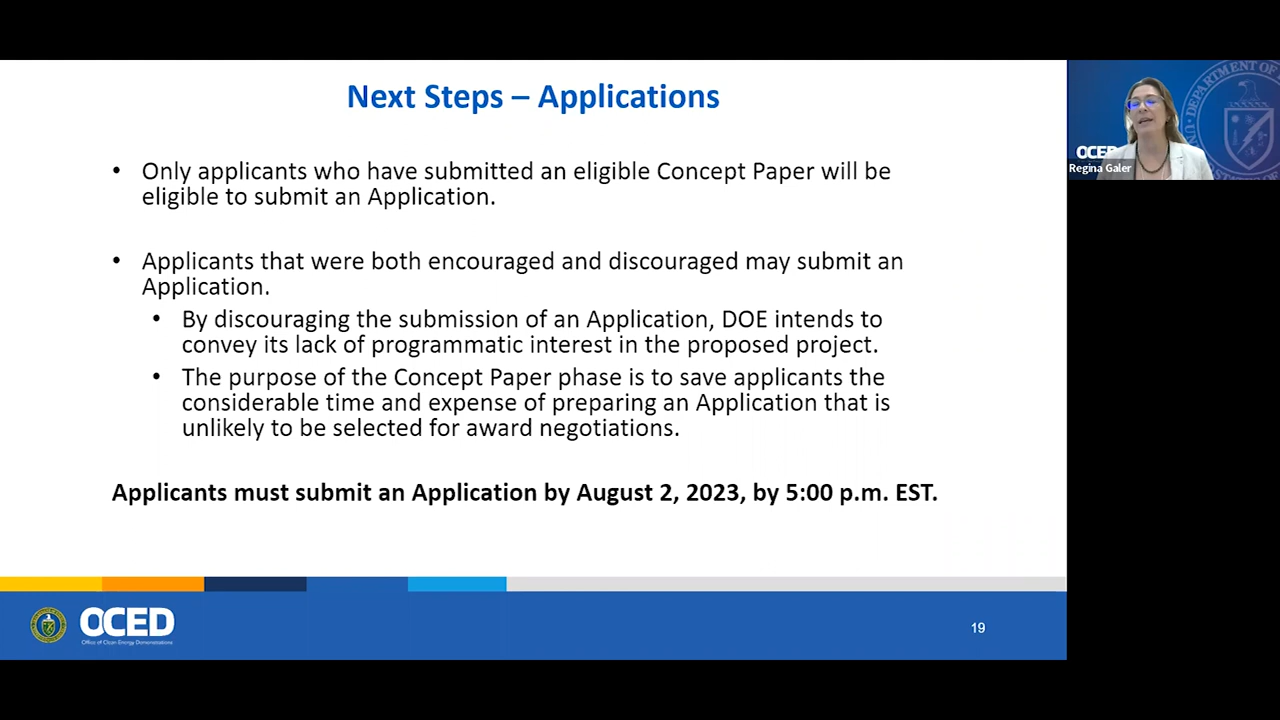 Next Steps – Applications
• Only applicants who have submitted an eligible Concept Paper will be
eligible to submit an Application.
• Applicants that were both encouraged and discouraged may submit an
Application.
• By discouraging the submission of an Application, DOE intends to
convey its lack of programmatic interest in the proposed project.
• The purpose of the Concept Paper phase is to save applicants the
considerable time and expense of preparing an Application that is
unlikely to be selected for award negotiations.
Applicants must submit an Application by August 2, 2023, by 5:00 p.m. EST.
OCED
Office of Clean Energy Demonstrations
19
DEPARTMENT OF
OCED
Regina Galer